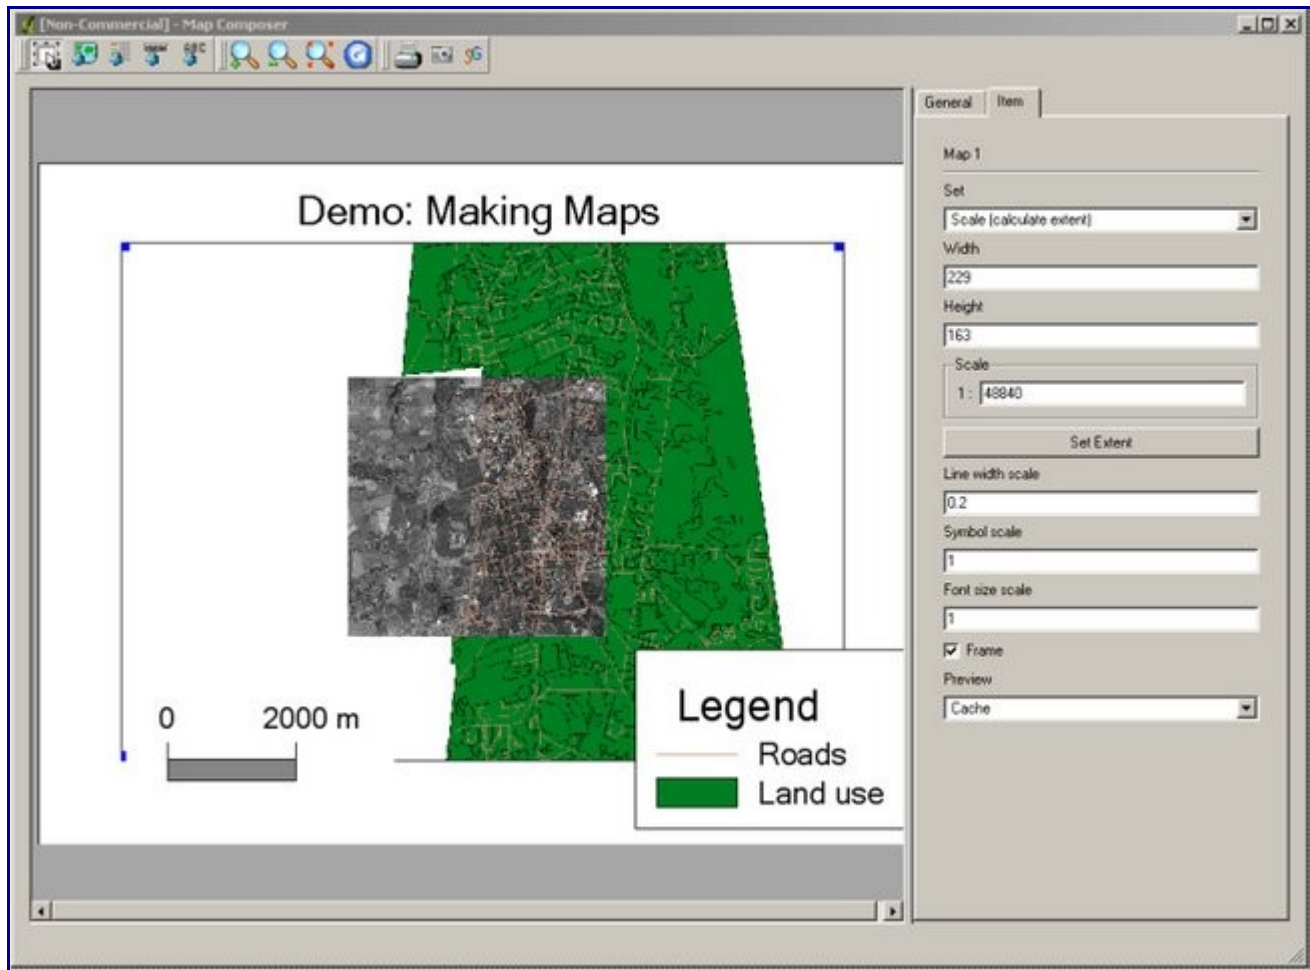 [Non-Commercial] - Map Composer
General Item
Demo: Making Maps
0 2000 m
Legend
Roads
Land use
Map 1
Set
Scale (calculate extent)
Width
229
Height
163
Scale
1 : 48840
Set Extent
Line width scale
0.2
Symbol scale
1
Font size scale
1
Frame
Preview
Cache